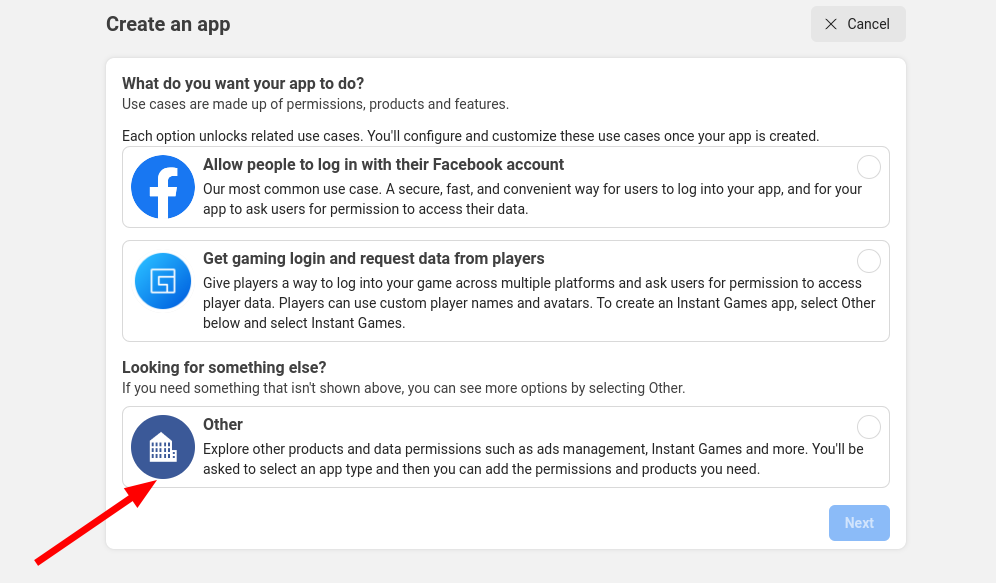 Create an app
Cancel
What do you want your app to do?
Use cases are made up of permissions, products and features.
Each option unlocks related use cases. You'll configure and customize these use cases once your app is created.
Allow people to log in with their Facebook account
Our most common use case. A secure, fast, and convenient way for users to log into your app, and for your
app to ask users for permission to access their data.
Get gaming login and request data from players
Give players a way to log into your game across multiple platforms and ask users for permission to access
player data. Players can use custom player names and avatars. To create an Instant Games app, select Other
below and select Instant Games.
Looking for something else?
If you need something that isn't shown above, you can see more options by selecting Other.
Other
Explore other products and data permissions such as ads management, Instant Games and more. You'll be
asked to select an app type and then you can add the permissions and products you need.
Next